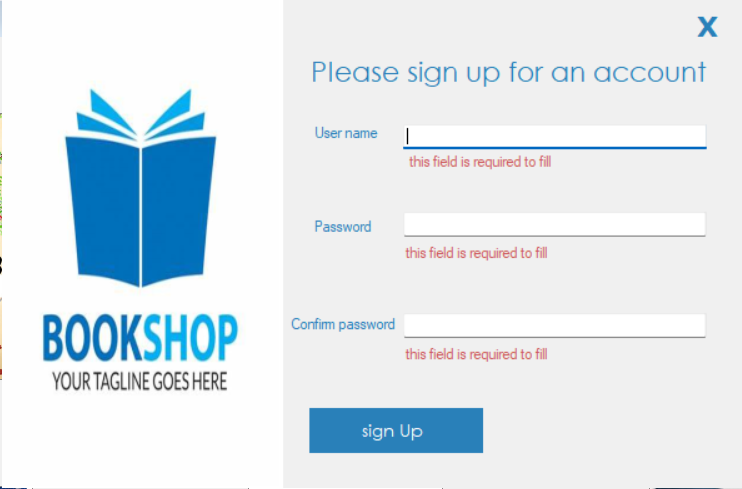 X
Please sign up for an account
User name
this field is required to fill
Password
this field is required to fill
Confirm password
this field is required to fill
sign Up
BOOKSHOP
YOUR TAGLINE GOES HERE